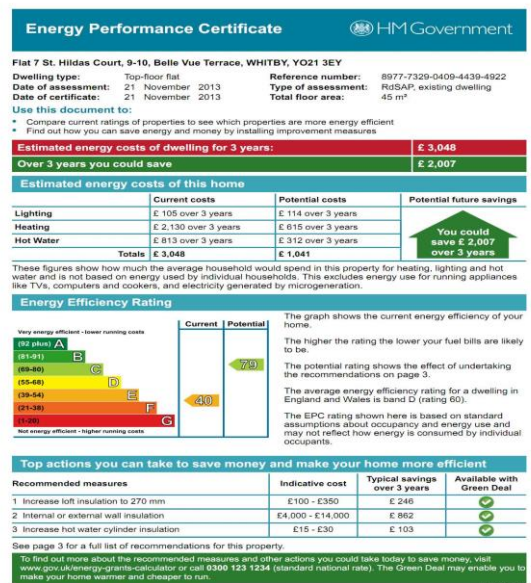 Energy Performance Certificate
HM Government
Flat 7 St. Hildas Court, 9-10, Belle Vue Terrace, WHITBY, YO21 3EY
Dwelling type: Top-floor flat Reference number: 8977-7329-0409-4439-4922
Date of assessment: 21 November 2013 Type of assessment: RdSAP, existing dwelling
Date of certificate: 21 November 2013 Total floor area: 45 m²
Use this document to:
• Compare current ratings of properties to see which properties are more energy efficient
• Find out how you can save energy and money by installing improvement measures
Estimated energy costs of dwelling for 3 years: £ 3,048
Over 3 years you could save £ 2,007
Estimated energy costs of this home
Current costs Potential costs Potential future savings
Lighting £ 105 over 3 years £ 114 over 3 years
Heating £ 2,130 over 3 years £ 615 over 3 years
Hot Water £ 813 over 3 years £ 312 over 3 years
Totals £ 3,048 £ 1,041
You could
save £ 2,007
over 3 years
These figures show how much the average household would spend in this property for heating, lighting and hot
water and is not based on energy used by individual households. This excludes energy use for running appliances
like TVs, computers and cookers, and electricity generated by microgeneration.
Energy Efficiency Rating
Current Potential
Very energy efficient - lower running costs
(92 plus) A
(81-91) B
(69-80) C
(55-68) D
(39-54) E
(21-38) F
(1-20) G
Not energy efficient - higher running costs
40
79
The graph shows the current energy efficiency of your
home.
The higher the rating the lower your fuel bills are likely
to be.
The potential rating shows the effect of undertaking
the recommendations on page 3.
The average energy efficiency rating for a dwelling in
England and Wales is band D (rating 60).
The EPC rating shown here is based on standard
assumptions about occupancy and energy use and
may not reflect how energy is consumed by individual
occupants.
Top actions you can take to save money and make your home more efficient
Recommended measures Indicative cost Typical savings over 3 years Available with Green Deal
1 Increase loft insulation to 270 mm £100 - £350 £ 246
2 Internal or external wall insulation £4,000 - £14,000 £ 862
3 Increase hot water cylinder insulation £15 - £30 £ 103
See page 3 for a full list of recommendations for this property.
To find out more about the recommended measures and other actions you could take today to save money, visit
www.gov.uk/energy-grants-calculator or call 0300 123 1234 (standard national rate). The Green Deal may enable you to
make your home warmer and cheaper to run.